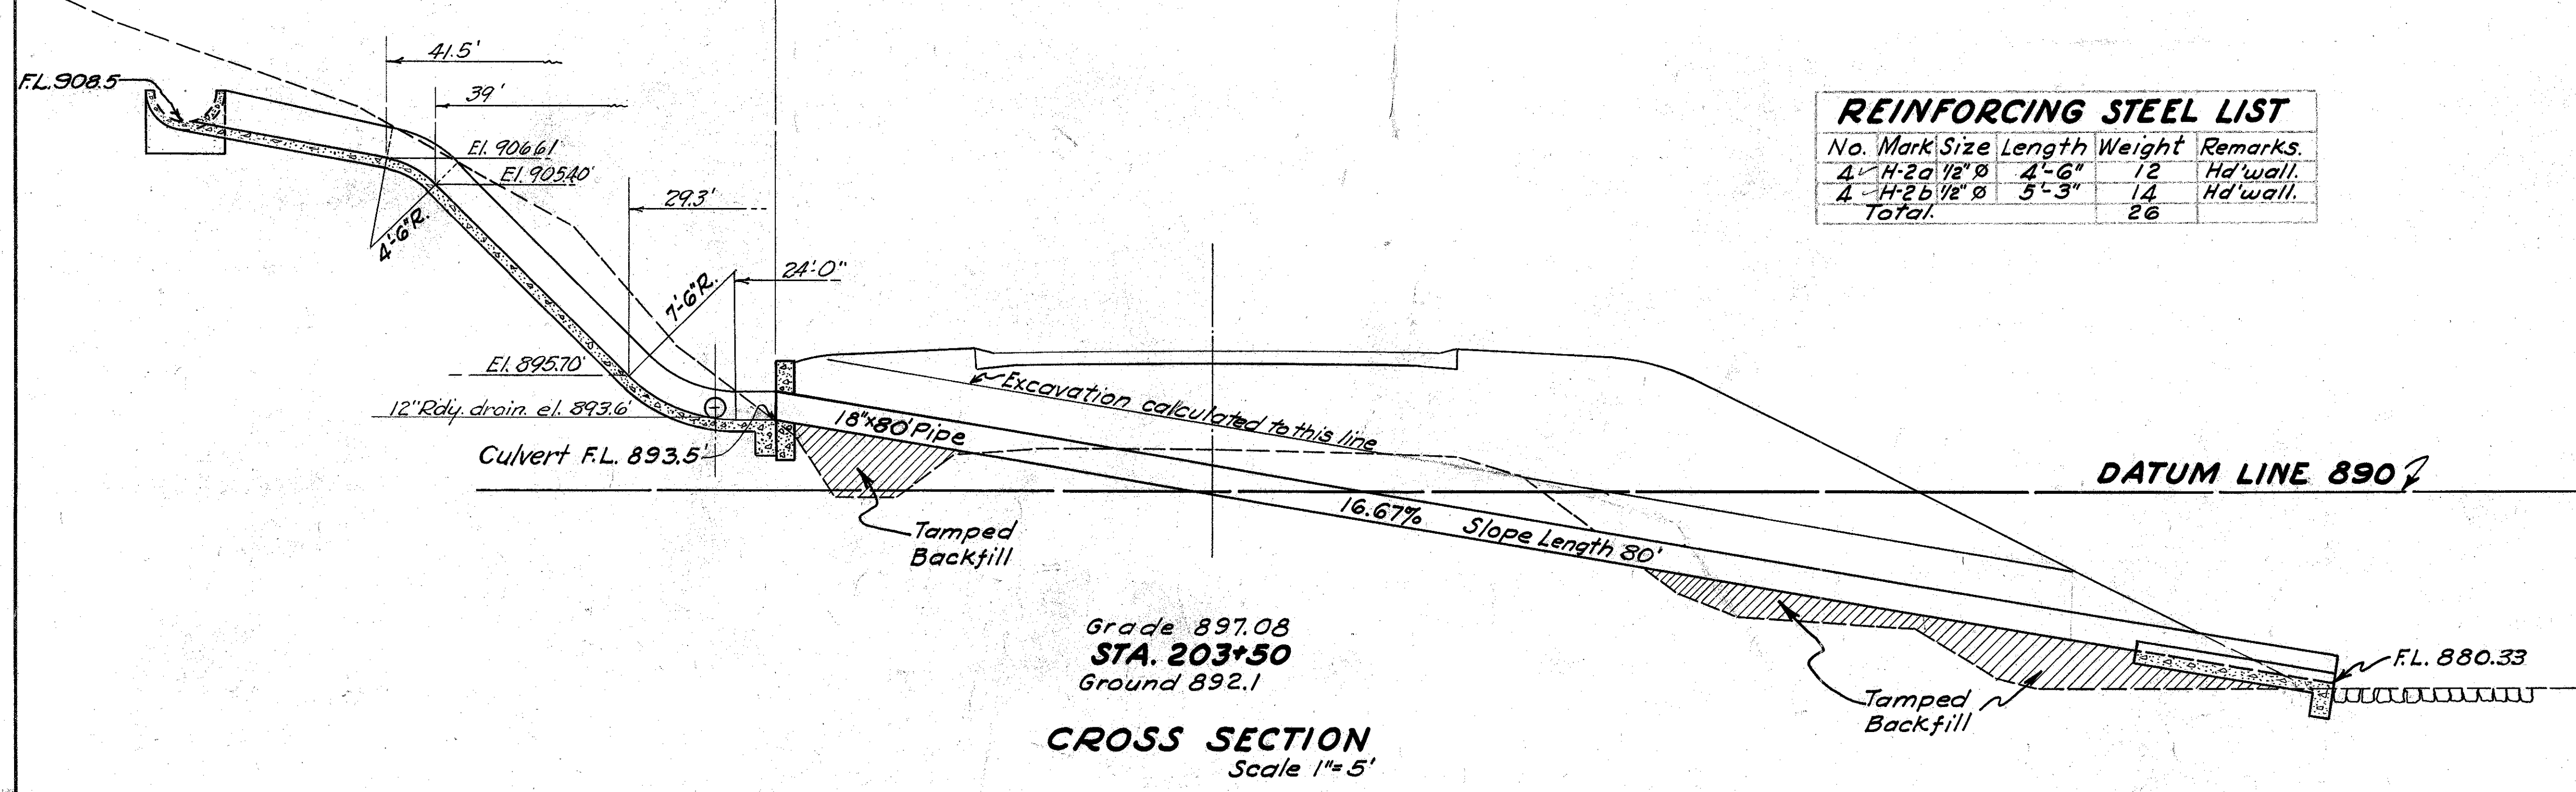 41.5'
F.L. 908.5
39'
El. 906.61'
El. 905.40'
4'-6"R.
29.3'
24'-0"
7'-6"R.
El. 895.70'
12" Rdy. drain. el. 893.6'
Culvert F.L. 893.5'
Excavation calculated to this line
18"x80' Pipe
Tamped
Backfill
16.67% Slope Length 80'
REINFORCING STEEL LIST
No. Mark Size Length Weight Remarks.
4 H-2a 1/2"Ø 4'-6" 12 Hd'wall.
4 H-2b 1/2"Ø 5'-3" 14 Hd'wall.
Total. 26
DATUM LINE 890
F.L. 880.33
Tamped
Backfill
Grade 897.08
STA. 203+50
Ground 892.1
CROSS SECTION
Scale 1"=5'